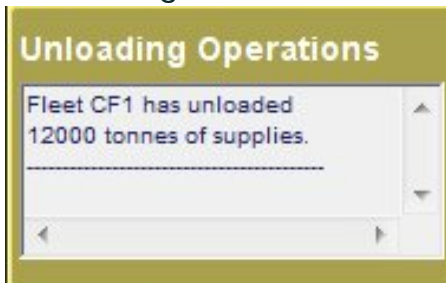 Unloading Operations
Fleet CF1 has unloaded
12000 tonnes of supplies.
----------------------------------------